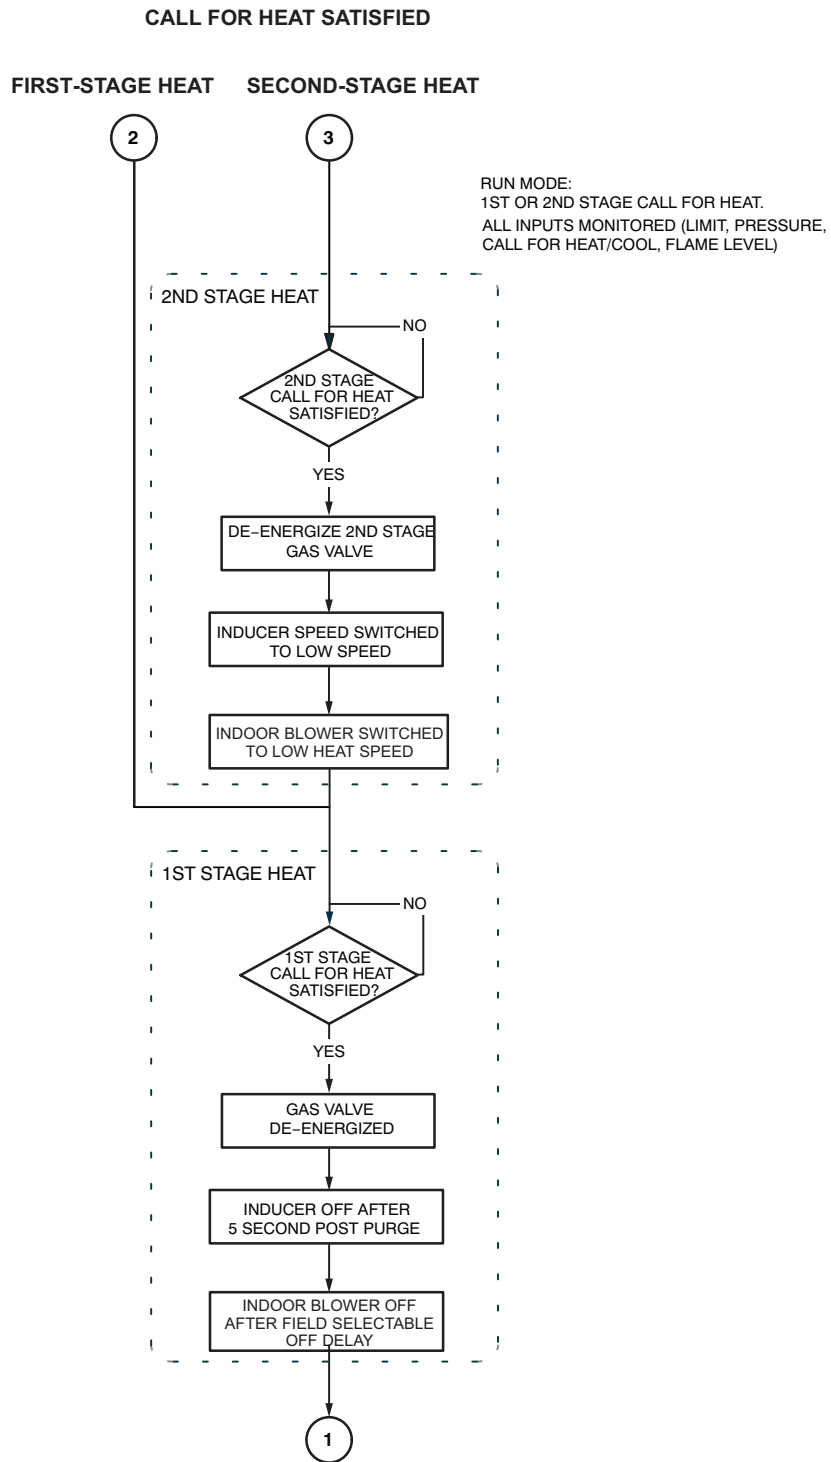 CALL FOR HEAT SATISFIED
FIRST-STAGE HEAT
SECOND-STAGE HEAT
2
3
RUN MODE:
1ST OR 2ND STAGE CALL FOR HEAT.
ALL INPUTS MONITORED (LIMIT, PRESSURE,
CALL FOR HEAT/COOL, FLAME LEVEL)
2ND STAGE HEAT
NO
2ND STAGE
CALL FOR HEAT
SATISFIED?
YES
DE−ENERGIZE 2ND STAGE
GAS VALVE
INDUCER SPEED SWITCHED
TO LOW SPEED
INDOOR BLOWER SWITCHED
TO LOW HEAT SPEED
1ST STAGE HEAT
NO
1ST STAGE
CALL FOR HEAT
SATISFIED?
YES
GAS VALVE
DE−ENERGIZED
INDUCER OFF AFTER
5 SECOND POST PURGE
INDOOR BLOWER OFF
AFTER FIELD SELECTABLE
OFF DELAY
1